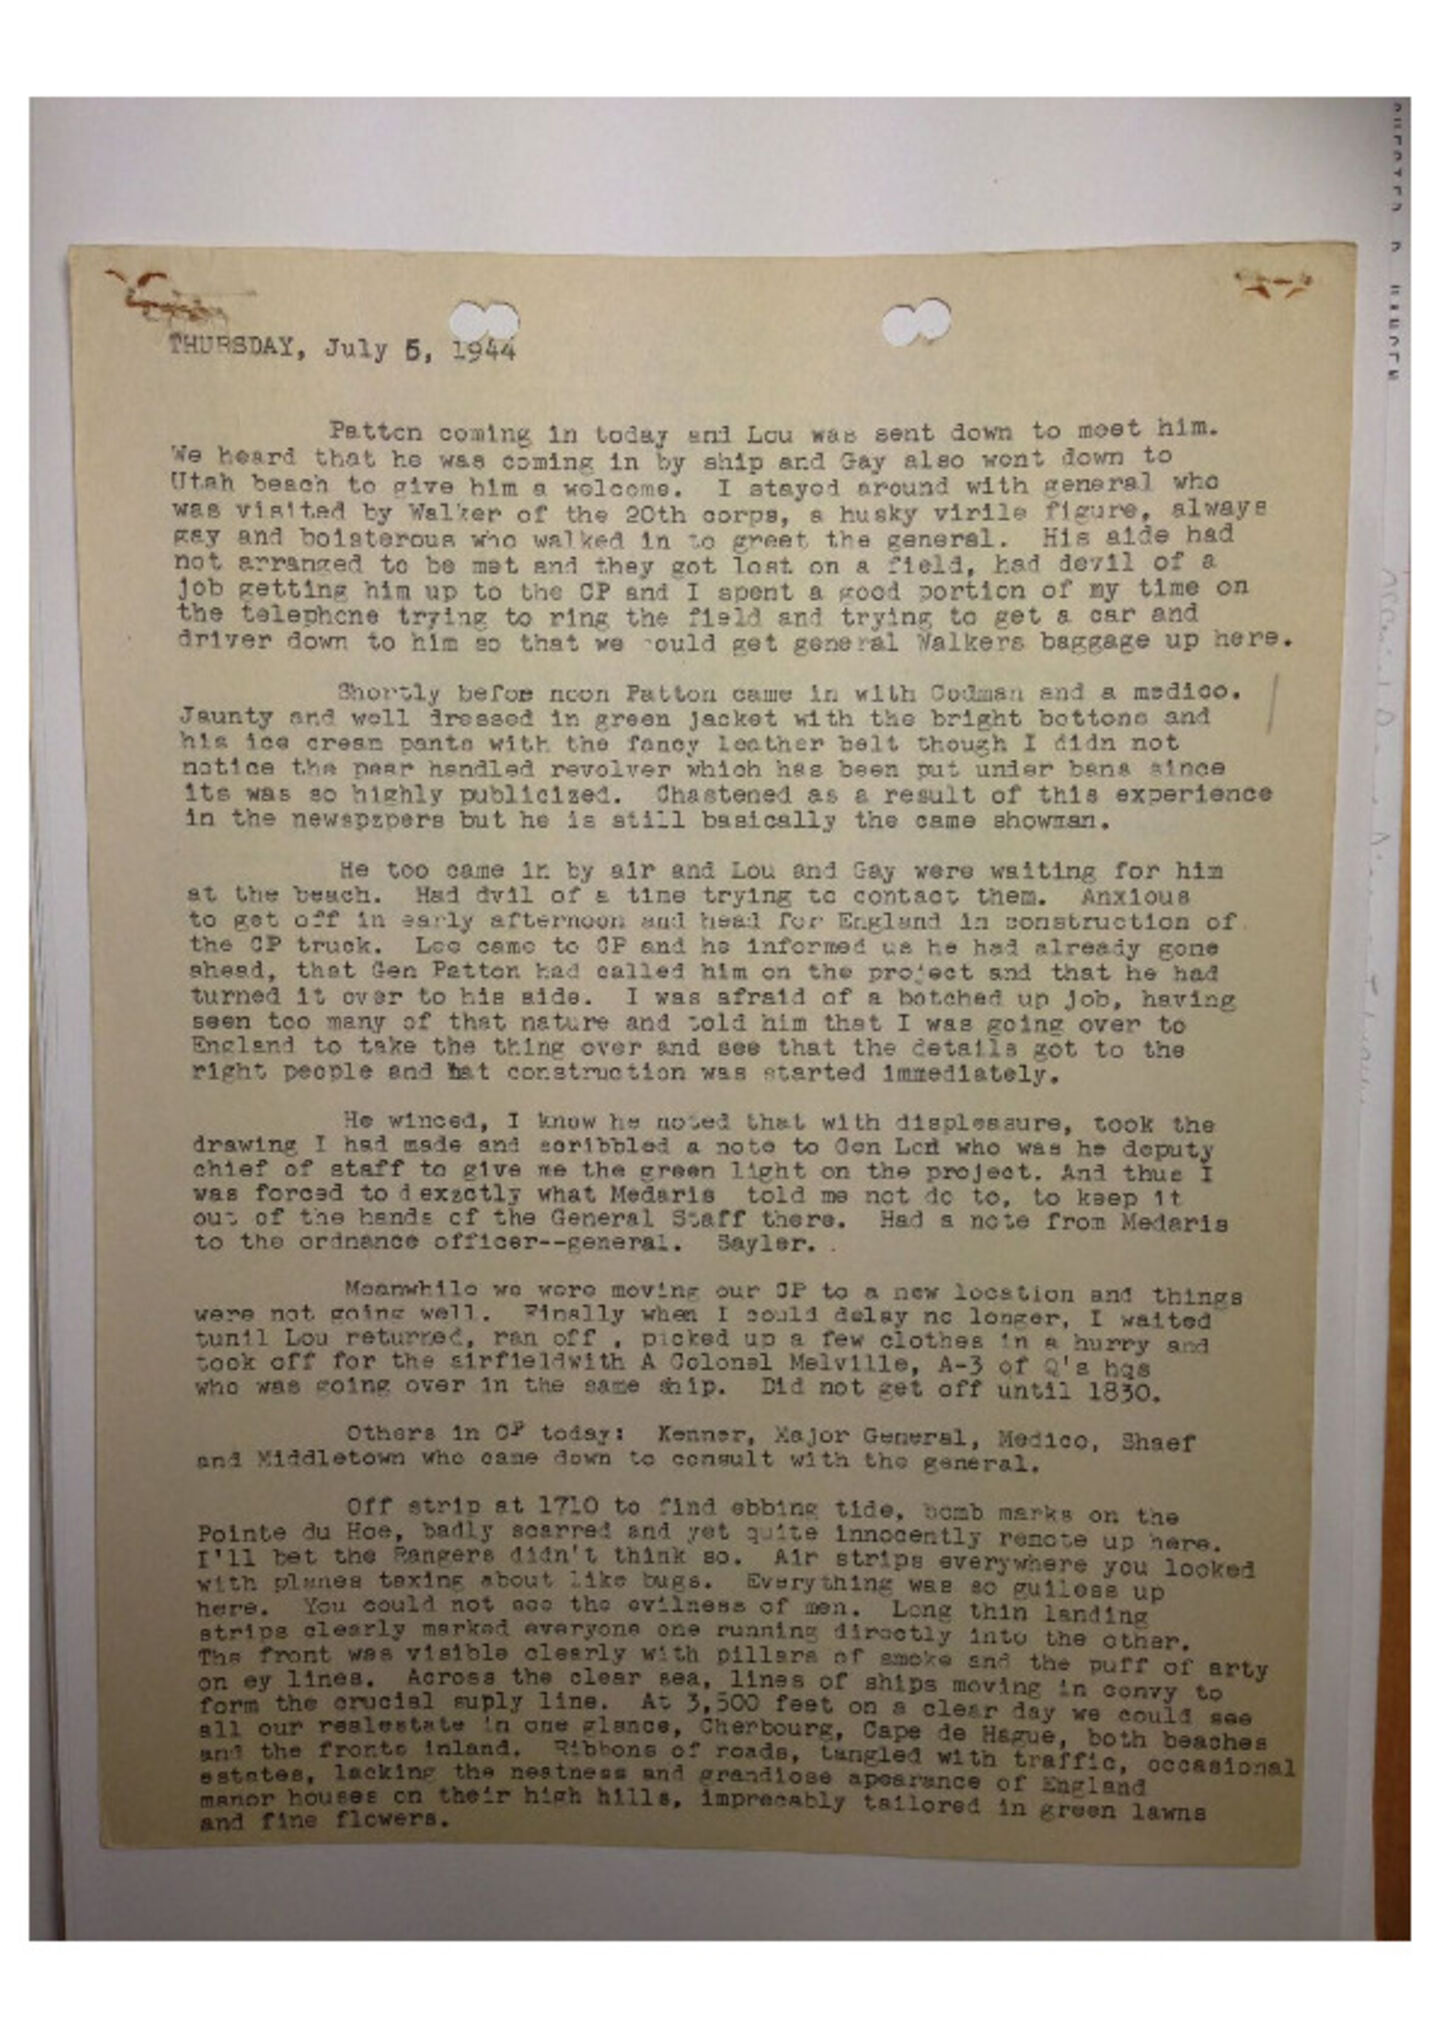 THURSDAY, July 5, 1944
Patton coming in today and Lou was sent down to meet him.
We heard that he was coming in by ship and Gay also went down to
Utah beach to give him a welcome. I stayed around with general who
was visited by Walker of the 20th corps, a husky virile figure, always
gay and boisterous who walked in to greet the general. His aide had
not arranged to be met and they got lost on a field, had devil of a
job getting him up to the CP and I spent a good portion of my time on
the telephone trying to ring the field and trying to get a car and
driver down to him so that we could get general Walkers baggage up here.
Shortly befoe noon Patton came in with Codman and a medico.
Jaunty and well dressed in green jacket with the bright bottons and
his ice cream pants with the fancy leather belt though I didn not
notice the pear handled revolver which has been put under bans since
its was so highly publicized. Chastened as a result of this experience
in the newspzpers but he is still basically the came showman.
He too came in by air and Lou and Gay were waiting for him
at the beach. Had dvil of a time trying to contact them. Anxious
to get off in early afternoon and head for England in construction of
the CP truck. Lee came to CP and he informed us he had already gone
ahead, that Gen Patton had called him on the project and that he had
turned it over to his aide. I was afraid of a botched up job, having
seen too many of that nature and told him that I was going over to
England to take the thing over and see that the details got to the
right people and hat construction was started immediately.
He winced, I know he noted that with displeasure, took the
drawing I had made and scribbled a note to Gen Lord who was he deputy
chief of staff to give me the green light on the project. And thus I
was forced to d exzctly what Medaris told me not do to, to keep it
out of the hands of the General Staff there. Had a note from Medaris
to the ordnance officer--general. Sayler. .
Meanwhile we were moving our CP to a new location and things
were not going well. Finally when I could delay no longer, I waited
tunil Lou returned, ran off , picked up a few clothes in a hurry and
took off for the airfieldwith A Colonel Melville, A-3 of Q's hqs
who was going over in the same ship. Did not get off until 1830.
Others in CP today: Kenner, Major General, Medico, Shaef
and Middletown who came down to consult with the general.
Off strip at 1710 to find ebbing tide, bomb marks on the
Pointe du Hoe, badly scarred and yet quite innocently remote up here.
I'll bet the Rangers didn't think so. Air strips everywhere you looked
with planes taxing about like bugs. Everything was so guiless up
here. You could not see the evilness of men. Long thin landing
strips clearly marked everyone one running directly into the other.
The front was visible clearly with pillars of smoke and the puff of arty
on ey lines. Across the clear sea, lines of ships moving in convy to
form the crucial suply line. At 3,500 feet on a clear day we could see
all our realestate in one glance, Cherbourg, Cape de Hague, both beaches
and the fronts inland. Ribbons of roads, tangled with traffic, occasional
estates, lacking the neatness and grandiose apearance of England
manor houses on their high hills, imprecably tailored in green lawns
and fine flowers.